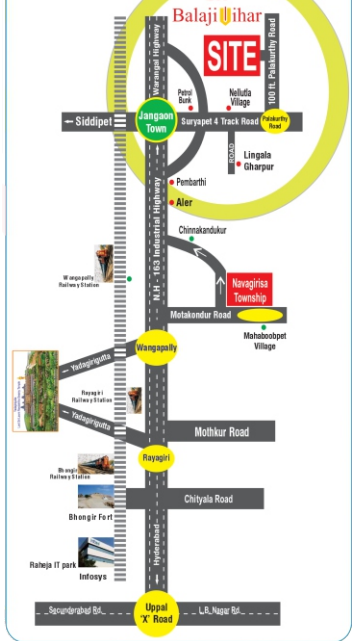 Balaji Vihar
Warangal Highway
SITE
100 ft. Palakurthy Road
Petrol
Bunk
Nellutla
Village
← Siddipet
Jangaon
Town
Suryapet 4 Track Road
Palakurthy
Road
ROAD
Lingala
Gharpur
Pembarthi
Aler
N.H - 163 Industrial Highway
Chinnakandukur
Wangapally
Railway Station
Navagirisa
Township
Motakondur Road
Mahaboobpet
Village
Wangapally
← Yadagirigutta
Rayagiri
Railway Station
← Yadagirigutta
Mothkur Road
Rayagiri
Bhongir
Railway Station
Chityala Road
Bhongir Fort
Hyderabad
Raheja IT park
Infosys
Secunderabad Rd.
Uppal
'X' Road
L.B. Nagar Rd.